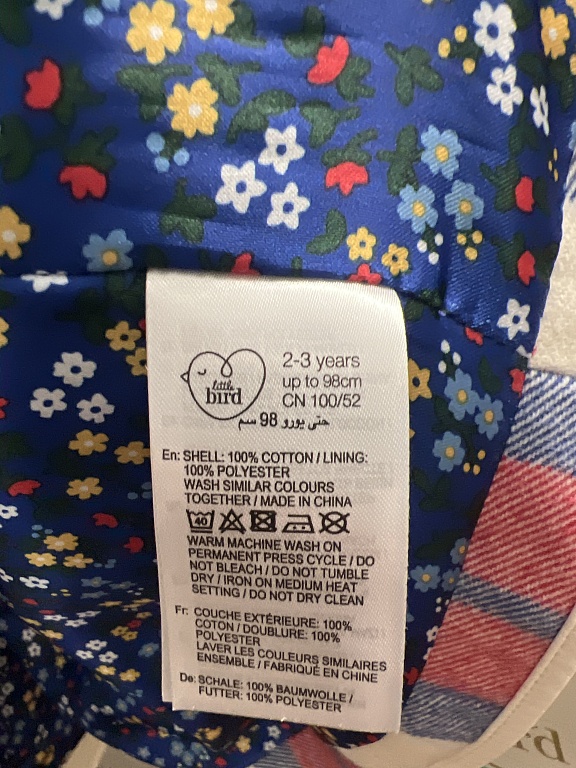 little
bird
2-3 years
up to 98cm
CN 100/52
حتى يورو 98 سم
En: SHELL: 100% COTTON / LINING:
100% POLYESTER
WASH SIMILAR COLOURS
TOGETHER / MADE IN CHINA
40
WARM MACHINE WASH ON
PERMANENT PRESS CYCLE / DO
NOT BLEACH / DO NOT TUMBLE
DRY / IRON ON MEDIUM HEAT
SETTING / DO NOT DRY CLEAN
Fr: COUCHE EXTÉRIEURE: 100%
COTON / DOUBLURE: 100%
POLYESTER
LAVER LES COULEURS SIMILAIRES
ENSEMBLE / FABRIQUÉ EN CHINE
De: SCHALE: 100% BAUMWOLLE /
FUTTER: 100% POLYESTER